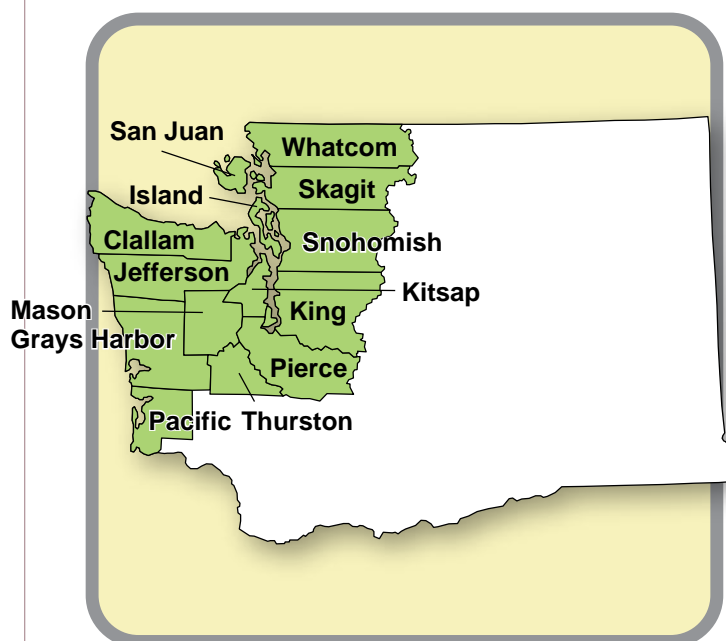 San Juan
Whatcom
Skagit
Island
Clallam
Snohomish
Jefferson
Kitsap
Mason
King
Grays Harbor
Pierce
Pacific Thurston